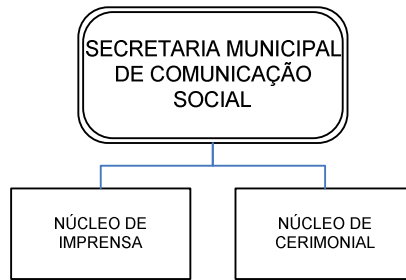 SECRETARIA MUNICIPAL
DE COMUNICAÇÃO
SOCIAL
NÚCLEO DE
IMPRENSA
NÚCLEO DE
CERIMONIAL